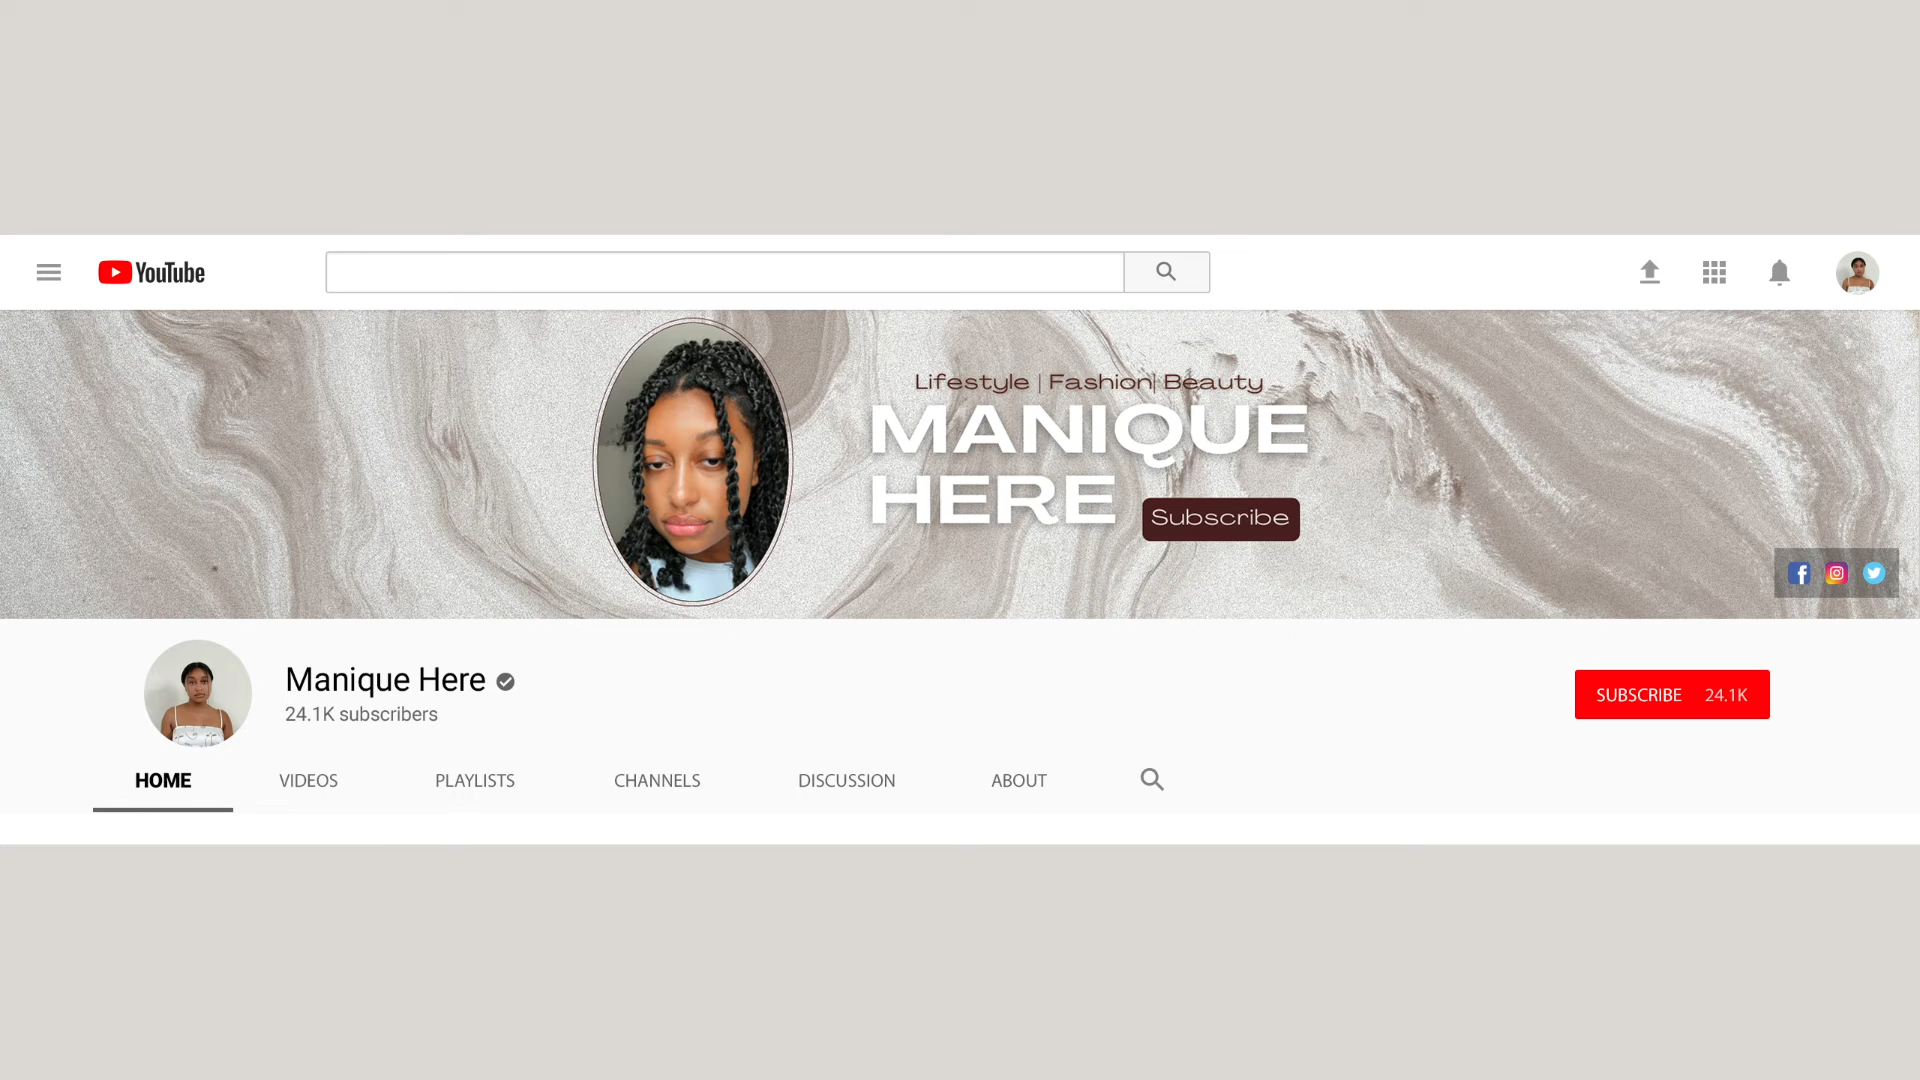 YouTube
Lifestyle | Fashion| Beauty
MANIQUE
HERE
Subscribe
Manique Here
24.1K subscribers
SUBSCRIBE 24.1K
HOME VIDEOS PLAYLISTS CHANNELS DISCUSSION ABOUT